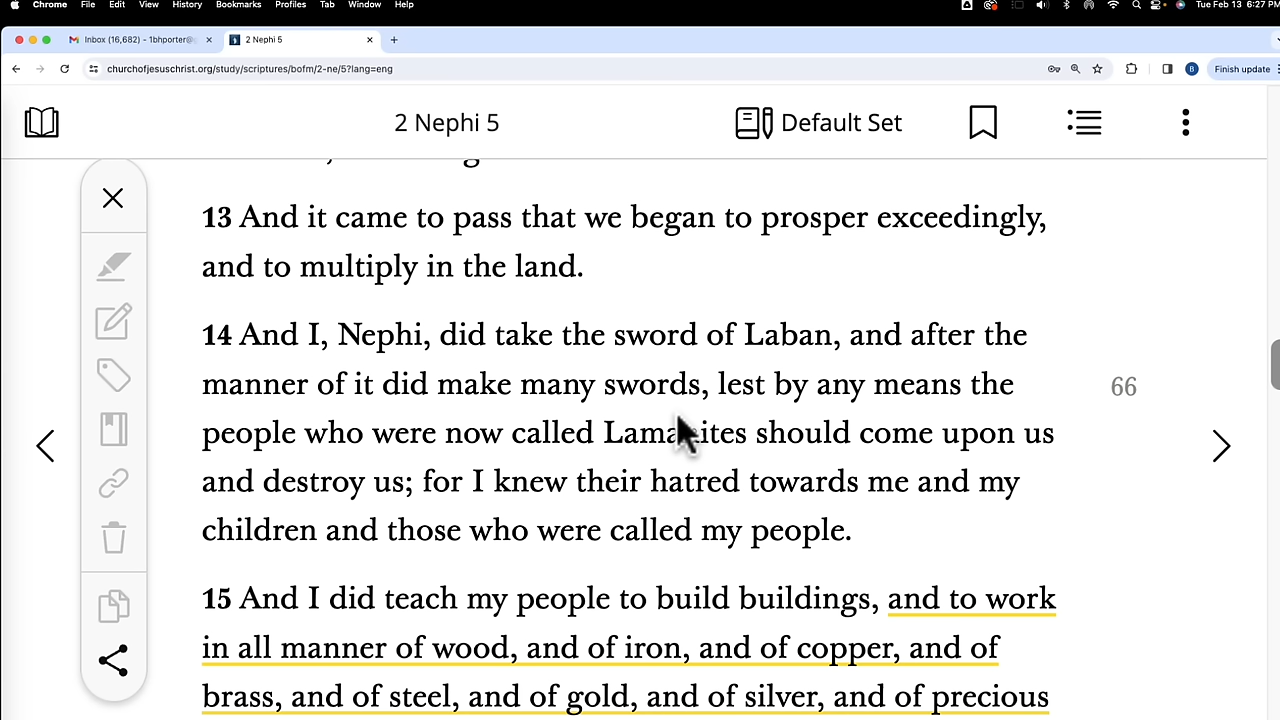 Chrome File Edit View History Bookmarks Profiles Tab Window Help Tue Feb 13 6:27 PM
Inbox (16,682) - 1bhporter@ 2 Nephi 5
churchofjesuschrist.org/study/scriptures/bofm/2-ne/5?lang=eng B Finish update
2 Nephi 5 Default Set
13 And it came to pass that we began to prosper exceedingly,
and to multiply in the land.
14 And I, Nephi, did take the sword of Laban, and after the
manner of it did make many swords, lest by any means the
66
people who were now called Lamanites should come upon us
and destroy us; for I knew their hatred towards me and my
children and those who were called my people.
15 And I did teach my people to build buildings, and to work
in all manner of wood, and of iron, and of copper, and of
brass, and of steel, and of gold, and of silver, and of precious